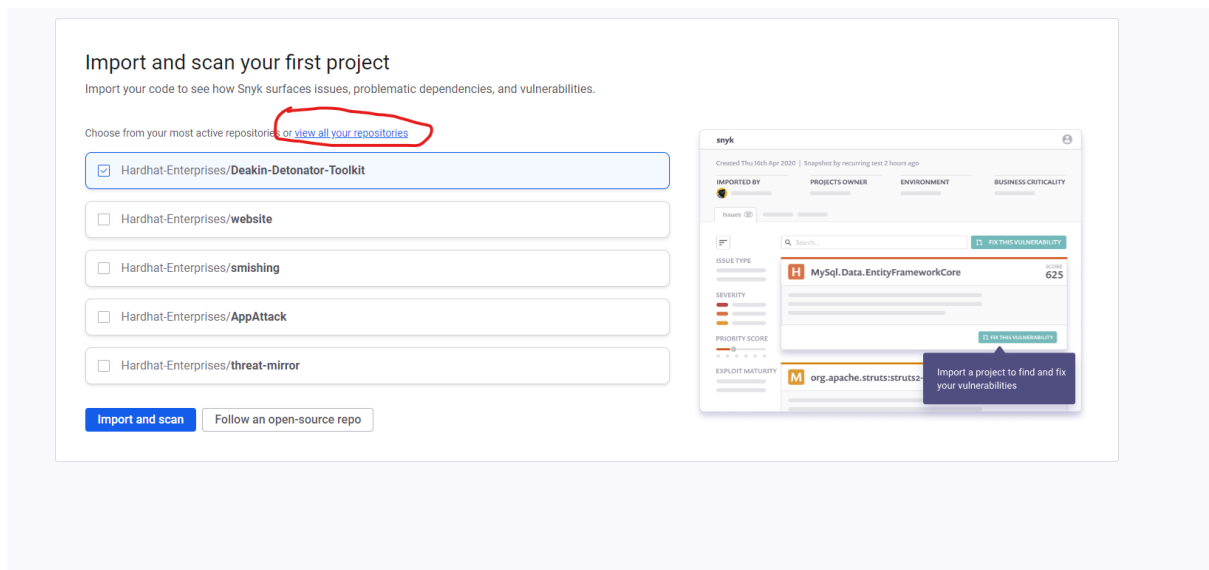 Import and scan your first project
Import your code to see how Snyk surfaces issues, problematic dependencies, and vulnerabilities.
Choose from your most active repositories or view all your repositories
Hardhat-Enterprises/Deakin-Detonator-Toolkit
Hardhat-Enterprises/website
Hardhat-Enterprises/smishing
Hardhat-Enterprises/AppAttack
Hardhat-Enterprises/threat-mirror
Import and scan
Follow an open-source repo
snyk
Created Thu 16th Apr 2020 | Snapshot by recurring test 2 hours ago
IMPORTED BY
PROJECTS OWNER
ENVIRONMENT
BUSINESS CRITICALITY
Issues
Search...
FIX THIS VULNERABILITY
ISSUE TYPE
SEVERITY
PRIORITY SCORE
EXPLOIT MATURITY
H MySql.Data.EntityFrameworkCore
SCORE
625
FIX THIS VULNERABILITY
M org.apache.struts:struts2-
Import a project to find and fix
your vulnerabilities